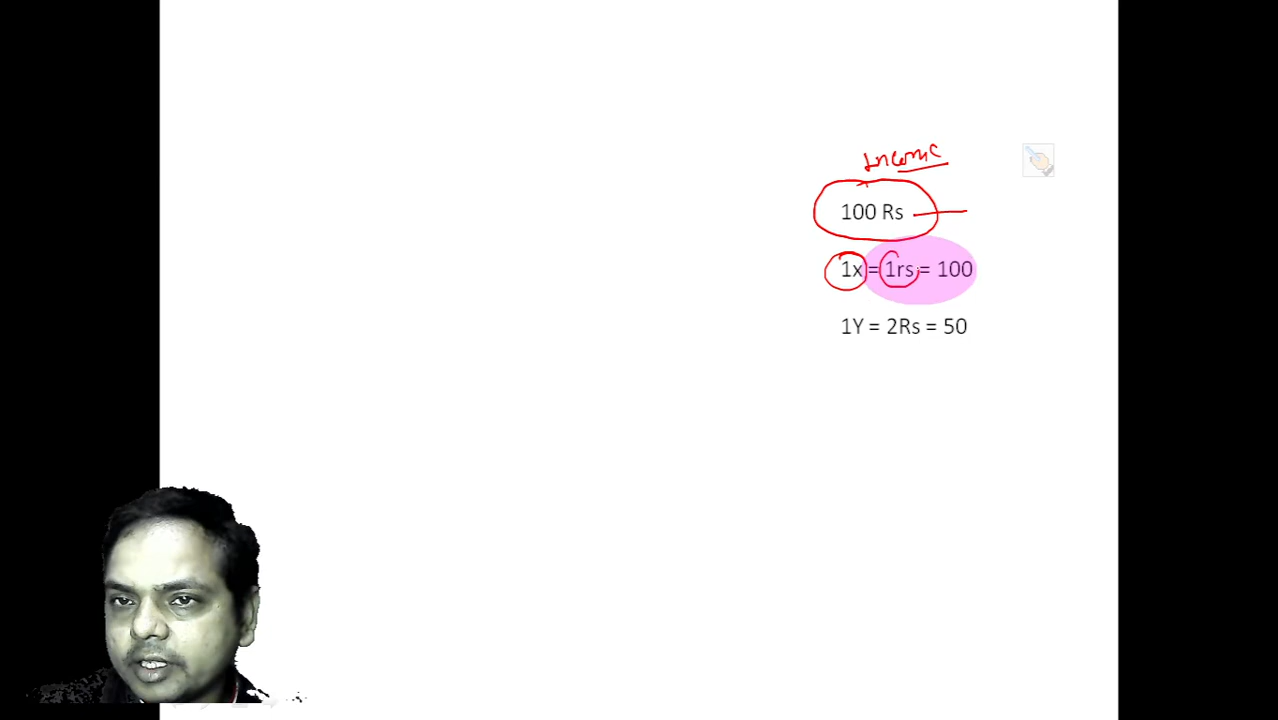 Income
100 Rs
1x = 1rs = 100
1Y = 2Rs = 50